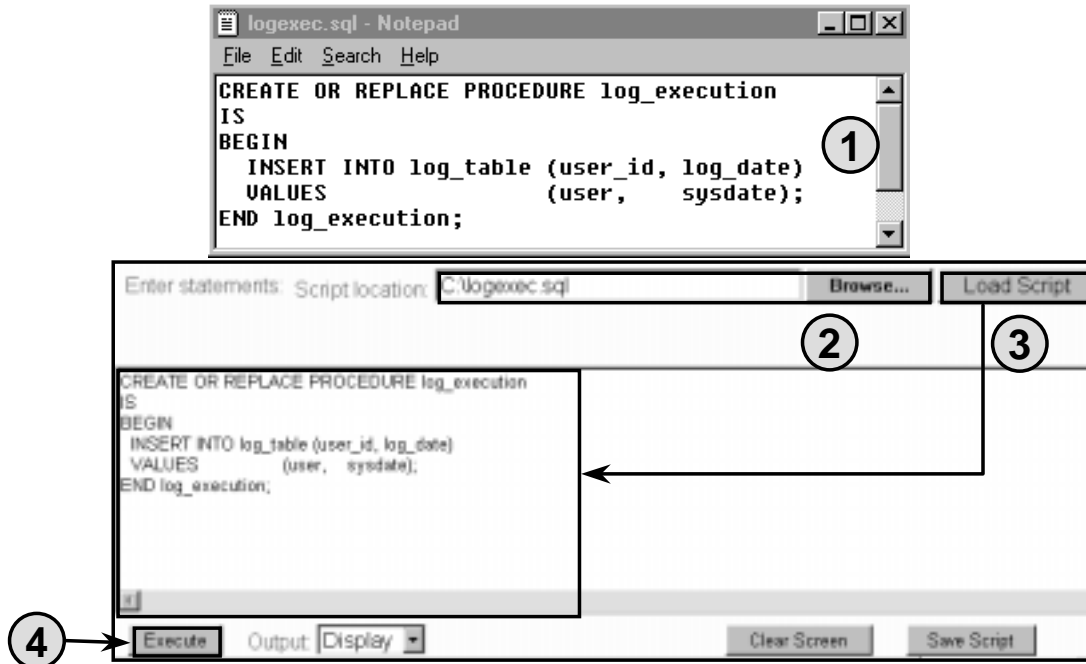 logexec.sql - Notepad
File Edit Search Help
CREATE OR REPLACE PROCEDURE log_execution
IS
BEGIN
  INSERT INTO log_table (user_id, log_date)
  VALUES                (user,    sysdate);
END log_execution;
1
Enter statements: Script location: C:\logexec.sql Browse... Load Script
2 3
CREATE OR REPLACE PROCEDURE log_execution
IS
BEGIN
  INSERT INTO log_table (user_id, log_date)
  VALUES                (user,    sysdate);
END log_execution;
4 Execute Output: Display Clear Screen Save Script